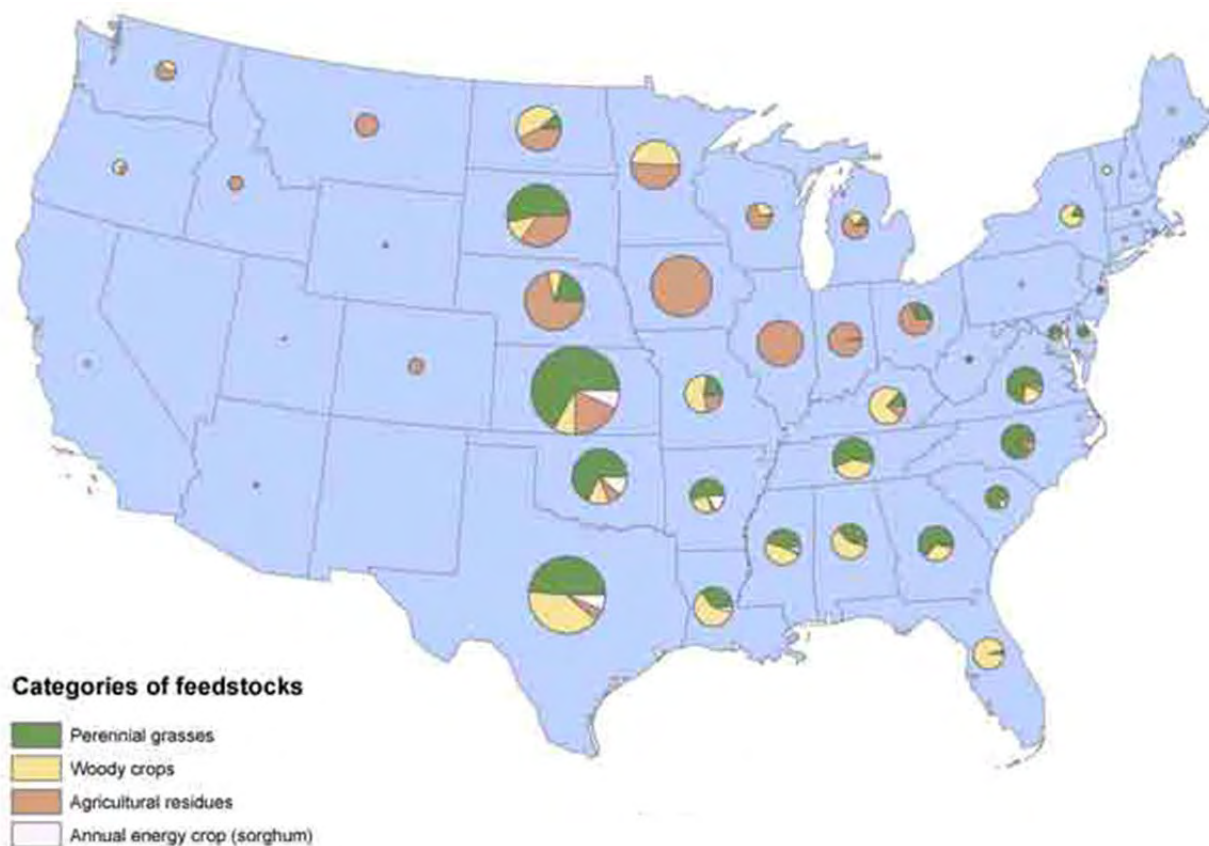 Categories of feedstocks
Perennial grasses
Woody crops
Agricultural residues
Annual energy crop (sorghum)